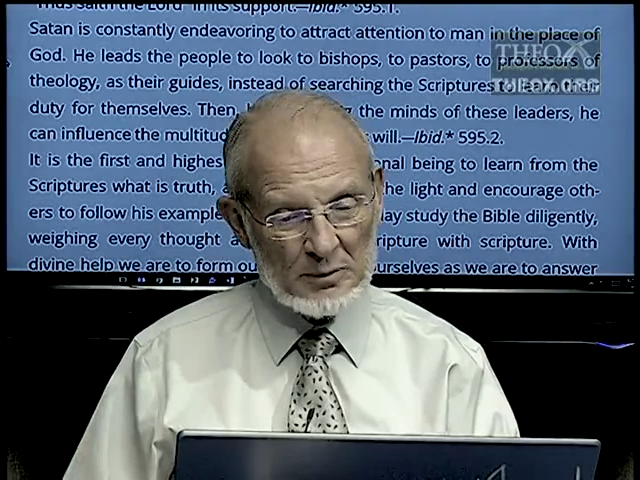 "Thus saith the Lord" in its support.—Ibid.* 595.1.
Satan is constantly endeavoring to attract attention to man in the place of
God. He leads the people to look to bishops, to pastors, to professors of
theology, as their guides, instead of searching the Scriptures to learn their
duty for themselves. Then, the minds of these leaders, he
can influence the multitud will.—Ibid.* 595.2.
It is the first and highes onal being to learn from the
Scriptures what is truth, he light and encourage oth-
ers to follow his example ay study the Bible diligently,
weighing every thought a ripture with scripture. With
divine help we are to form ou urselves as we are to answer
THEOX
THEOX.ORG